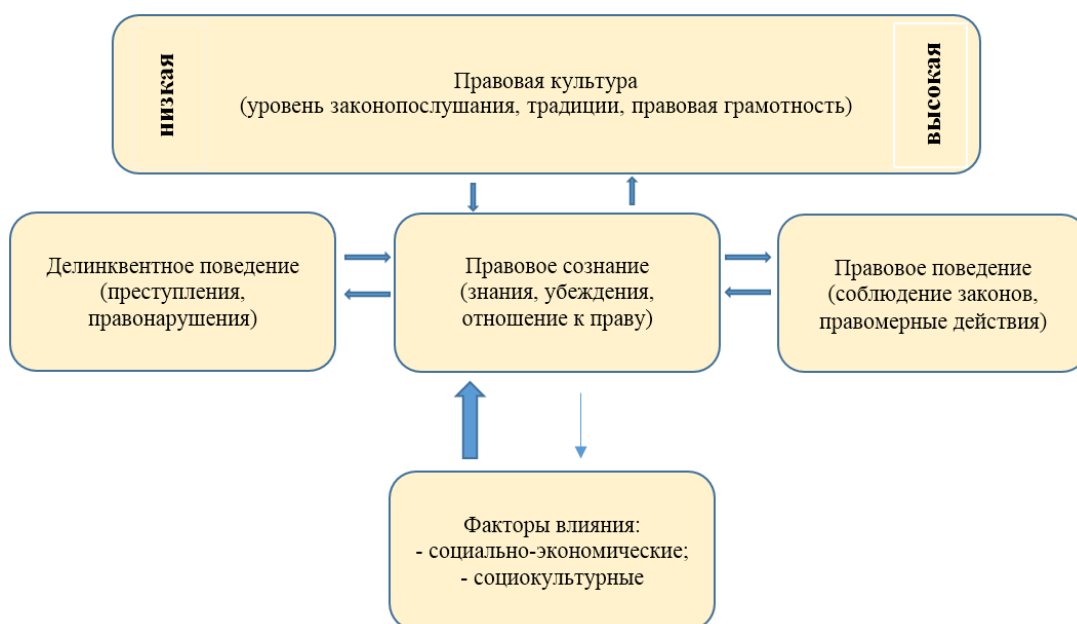 низкая
Правовая культура
(уровень законопослушания, традиции, правовая грамотность)
высокая
Делинквентное поведение
(преступления,
правонарушения)
Правовое сознание
(знания, убеждения,
отношение к праву)
Правовое поведение
(соблюдение законов,
правомерные действия)
Факторы влияния:
- социально-экономические;
- социокультурные